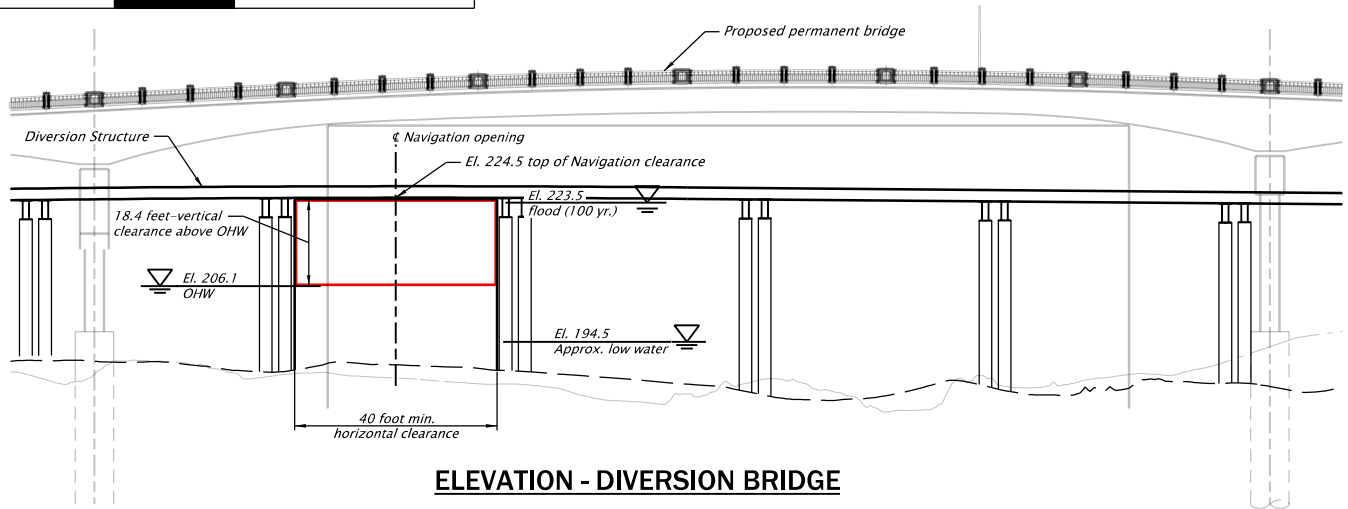 Proposed permanent bridge
Diversion Structure
℄ Navigation opening
El. 224.5 top of Navigation clearance
El. 223.5
flood (100 yr.)
18.4 feet-vertical
clearance above OHW
El. 206.1
OHW
El. 194.5
Approx. low water
40 foot min.
horizontal clearance
ELEVATION - DIVERSION BRIDGE